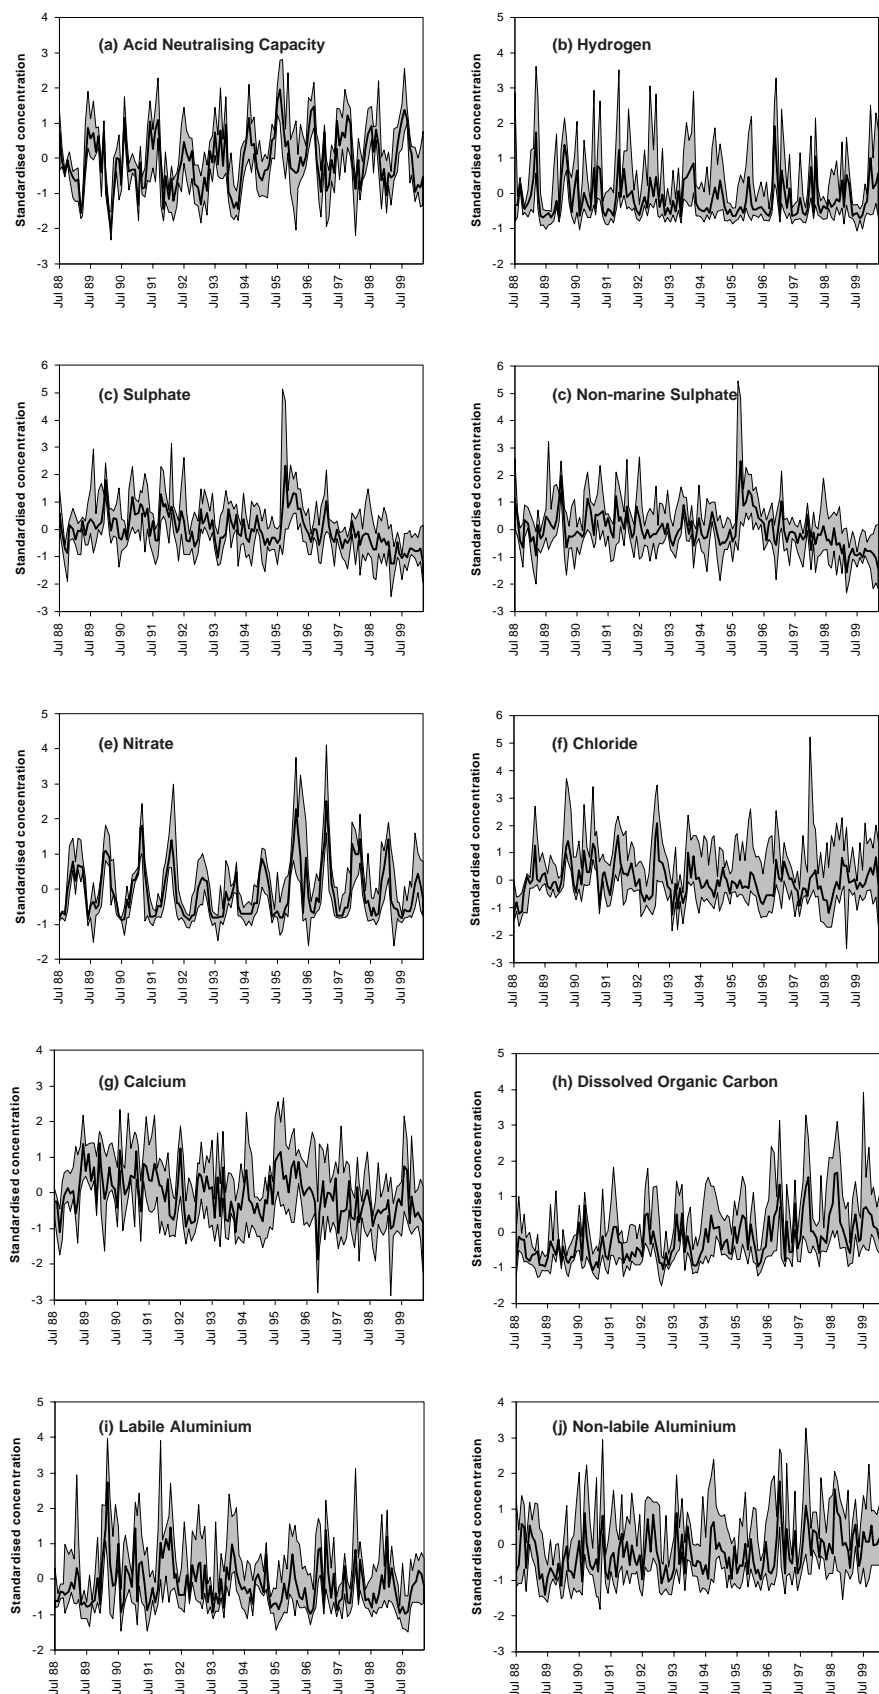 (a) Acid Neutralising Capacity
Standardised concentration
4
3
2
1
0
-1
-2
-3
Jul 88
Jul 89
Jul 90
Jul 91
Jul 92
Jul 93
Jul 94
Jul 95
Jul 96
Jul 97
Jul 98
Jul 99
(b) Hydrogen
Standardised concentration
5
4
3
2
1
0
-1
-2
Jul 88
Jul 89
Jul 90
Jul 91
Jul 92
Jul 93
Jul 94
Jul 95
Jul 96
Jul 97
Jul 98
Jul 99
(c) Sulphate
Standardised concentration
6
5
4
3
2
1
0
-1
-2
-3
Jul 88
Jul 89
Jul 90
Jul 91
Jul 92
Jul 93
Jul 94
Jul 95
Jul 96
Jul 97
Jul 98
Jul 99
(c) Non-marine Sulphate
Standardised concentration
6
5
4
3
2
1
0
-1
-2
-3
Jul 88
Jul 89
Jul 90
Jul 91
Jul 92
Jul 93
Jul 94
Jul 95
Jul 96
Jul 97
Jul 98
Jul 99
(e) Nitrate
Standardised concentration
5
4
3
2
1
0
-1
-2
Jul 88
Jul 89
Jul 90
Jul 91
Jul 92
Jul 93
Jul 94
Jul 95
Jul 96
Jul 97
Jul 98
Jul 99
(f) Chloride
Standardised concentration
6
5
4
3
2
1
0
-1
-2
-3
Jul 88
Jul 89
Jul 90
Jul 91
Jul 92
Jul 93
Jul 94
Jul 95
Jul 96
Jul 97
Jul 98
Jul 99
(g) Calcium
Standardised concentration
4
3
2
1
0
-1
-2
-3
Jul 88
Jul 89
Jul 90
Jul 91
Jul 92
Jul 93
Jul 94
Jul 95
Jul 96
Jul 97
Jul 98
Jul 99
(h) Dissolved Organic Carbon
Standardised concentration
5
4
3
2
1
0
-1
-2
Jul 88
Jul 89
Jul 90
Jul 91
Jul 92
Jul 93
Jul 94
Jul 95
Jul 96
Jul 97
Jul 98
Jul 99
(i) Labile Aluminium
Standardised concentration
5
4
3
2
1
0
-1
-2
Jul 88
Jul 89
Jul 90
Jul 91
Jul 92
Jul 93
Jul 94
Jul 95
Jul 96
Jul 97
Jul 98
Jul 99
(j) Non-labile Aluminium
Standardised concentration
4
3
2
1
0
-1
-2
-3
Jul 88
Jul 89
Jul 90
Jul 91
Jul 92
Jul 93
Jul 94
Jul 95
Jul 96
Jul 97
Jul 98
Jul 99